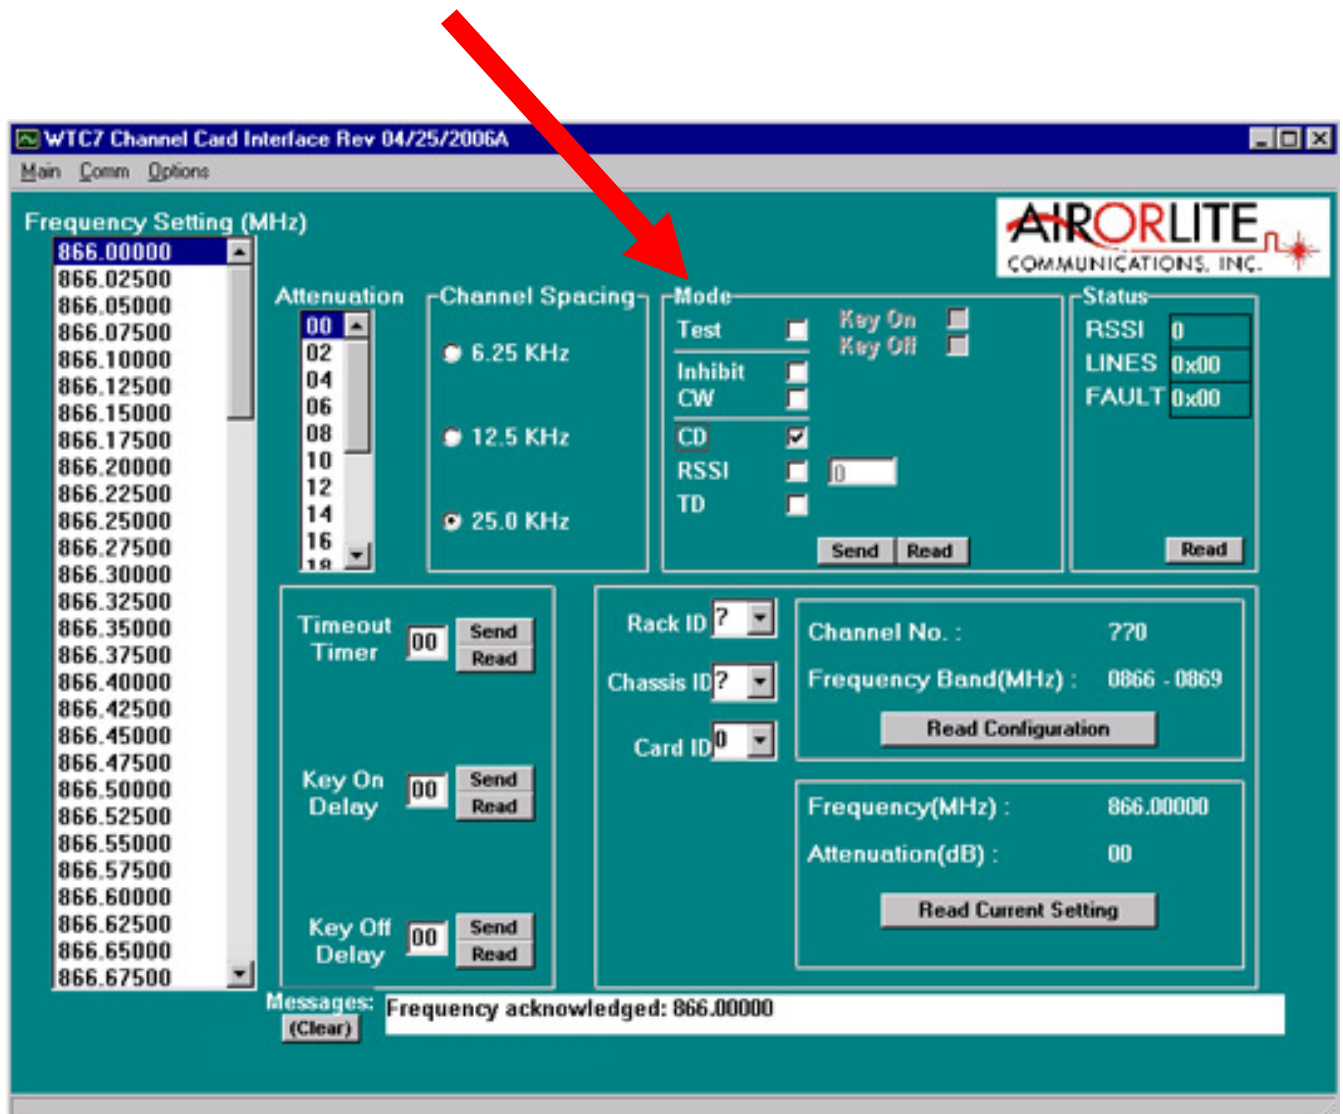 WTC7 Channel Card Interface Rev 04/25/2006A
Main Comm Options
Frequency Setting (MHz)
866.00000
866.02500
866.05000
866.07500
866.10000
866.12500
866.15000
866.17500
866.20000
866.22500
866.25000
866.27500
866.30000
866.32500
866.35000
866.37500
866.40000
866.42500
866.45000
866.47500
866.50000
866.52500
866.55000
866.57500
866.60000
866.62500
866.65000
866.67500
Attenuation
00
02
04
06
08
10
12
14
16
18
Channel Spacing
6.25 KHz
12.5 KHz
25.0 KHz
Mode
Test
Key On
Key Off
Inhibit
CW
CD
RSSI 0
TD
Send Read
AIRORLITE
COMMUNICATIONS, INC.
Status
RSSI 0
LINES 0x00
FAULT 0x00
Read
Timeout
Timer
00
Send
Read
Key On
Delay
00
Send
Read
Key Off
Delay
00
Send
Read
Rack ID ?
Chassis ID ?
Card ID 0
Channel No. : ??0
Frequency Band(MHz) : 0866 - 0869
Read Configuration
Frequency(MHz) : 866.00000
Attenuation(dB) : 00
Read Current Setting
Messages:
(Clear)
Frequency acknowledged: 866.00000